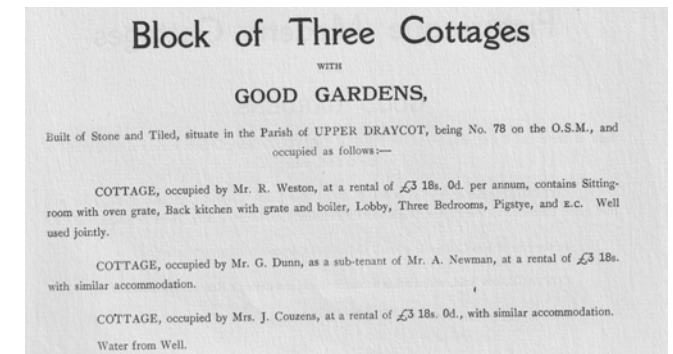 Block of Three Cottages
WITH
GOOD GARDENS,
Built of Stone and Tiled, situate in the Parish of UPPER DRAYCOT, being No. 78 on the O.S.M., and
occupied as follows:—
COTTAGE, occupied by Mr. R. Weston, at a rental of £3 18s. 0d. per annum, contains Sitting-
room with oven grate, Back kitchen with grate and boiler, Lobby, Three Bedrooms, Pigstye, and E.C. Well
used jointly.
COTTAGE, occupied by Mr. G. Dunn, as a sub-tenant of Mr. A. Newman, at a rental of £3 18s.
with similar accommodation.
COTTAGE, occupied by Mrs. J. Couzens, at a rental of £3 18s. 0d., with similar accommodation.
Water from Well.